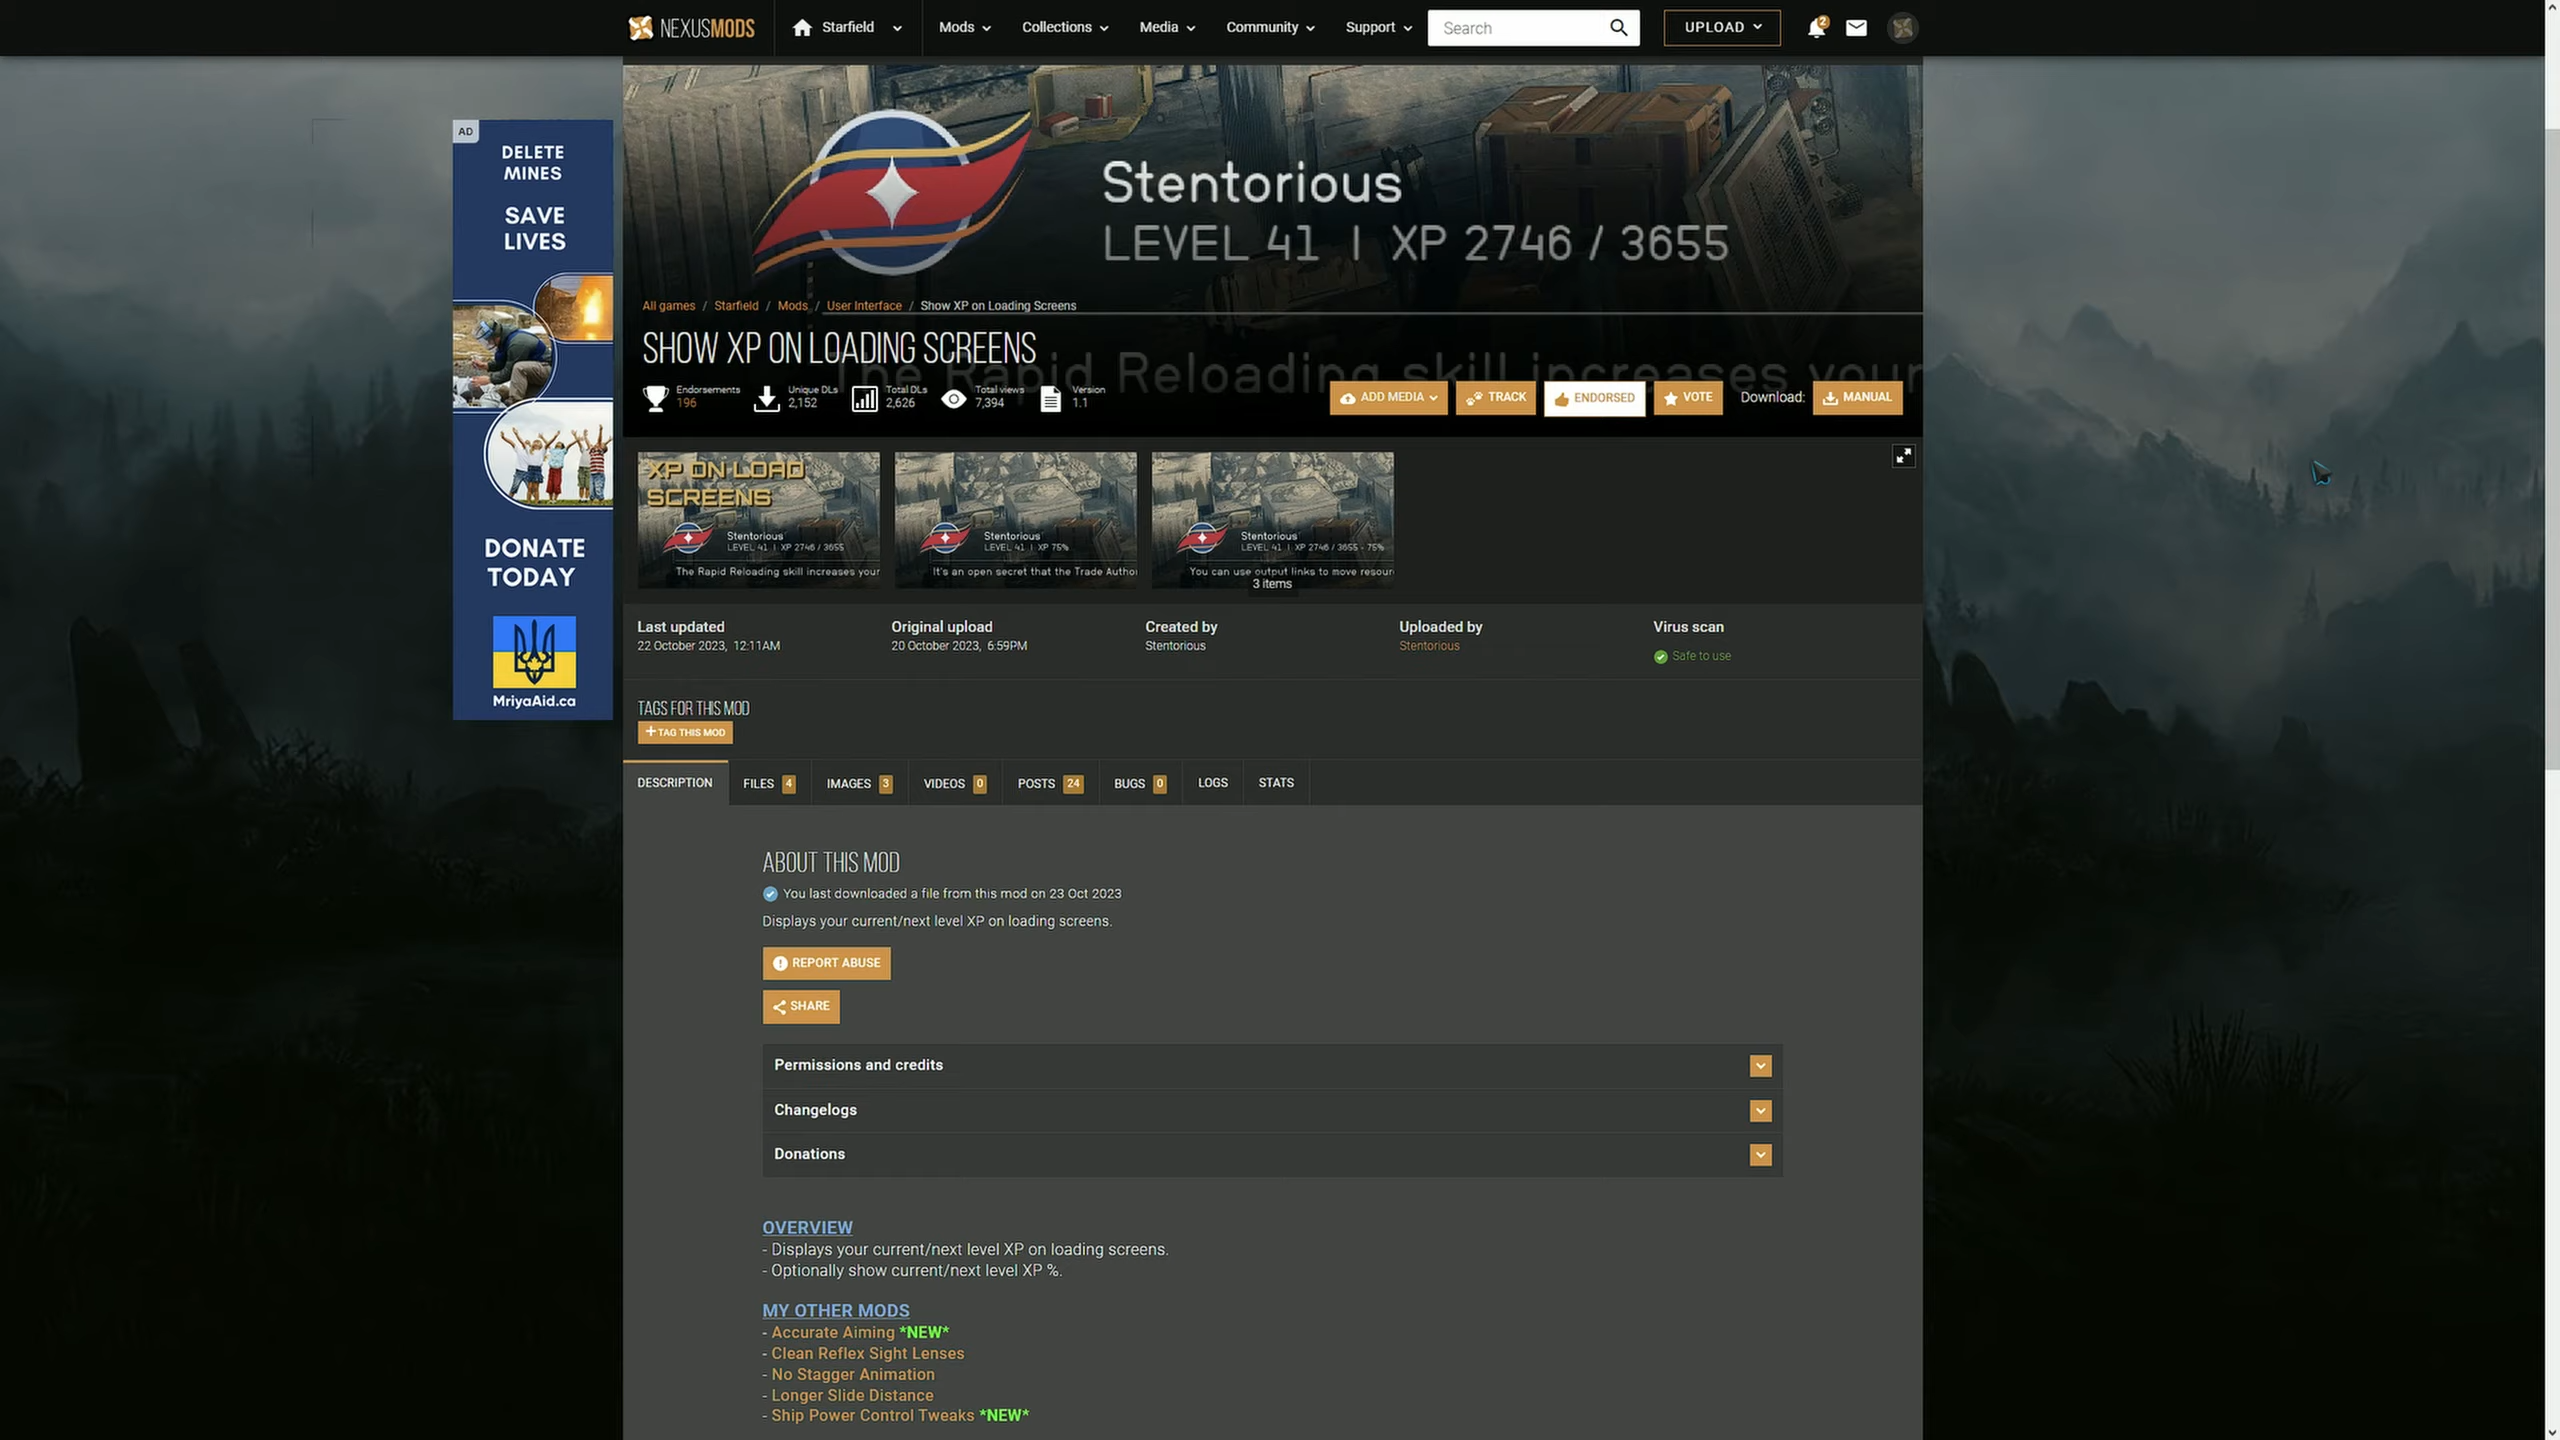 NEXUSMODS
Starfield
Mods
Collections
Media
Community
Support
Search
UPLOAD
2
AD
DELETE
MINES
SAVE
LIVES
DONATE
TODAY
MriyaAid.ca
Stentorious
LEVEL 41 | XP 2746 / 3655
The Rapid Reloading skill increases your
All games / Starfield / Mods / User Interface / Show XP on Loading Screens
SHOW XP ON LOADING SCREENS
Endorsements
196
Unique DLs
2,152
Total DLs
2,626
Total views
7,394
Version
1.1
ADD MEDIA
TRACK
ENDORSED
VOTE
Download:
MANUAL
XP ON LOAD
SCREENS
Stentorious
LEVEL 41 | XP 2746 / 3655
The Rapid Reloading skill increases your
Stentorious
LEVEL 41 | XP 75%
It's an open secret that the Trade Author
Stentorious
LEVEL 41 | XP 2746 / 3655 - 75%
You can use output links to move resour
3 items
Last updated
22 October 2023, 12:11AM
Original upload
20 October 2023, 6:59PM
Created by
Stentorious
Uploaded by
Stentorious
Virus scan
Safe to use
TAGS FOR THIS MOD
+ TAG THIS MOD
DESCRIPTION
FILES 4
IMAGES 3
VIDEOS 0
POSTS 24
BUGS 0
LOGS
STATS
ABOUT THIS MOD
You last downloaded a file from this mod on 23 Oct 2023
Displays your current/next level XP on loading screens.
REPORT ABUSE
SHARE
Permissions and credits
Changelogs
Donations
OVERVIEW
- Displays your current/next level XP on loading screens.
- Optionally show current/next level XP %.
MY OTHER MODS
- Accurate Aiming *NEW*
- Clean Reflex Sight Lenses
- No Stagger Animation
- Longer Slide Distance
- Ship Power Control Tweaks *NEW*